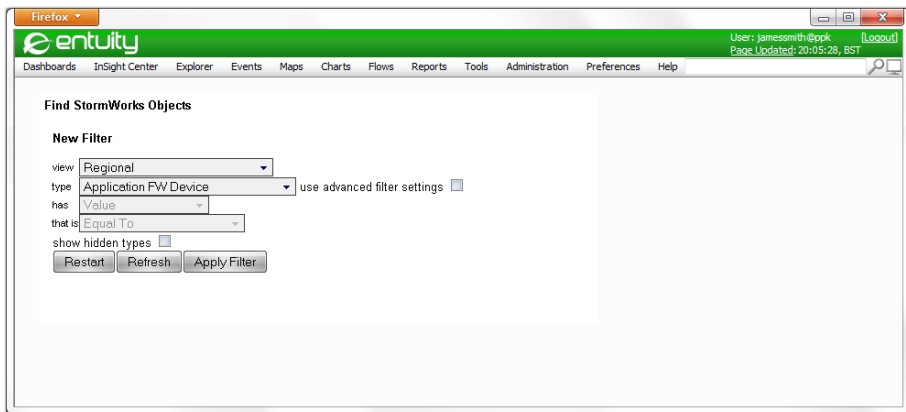 Firefox
entuity
User: jamessmith@ppk [Logout]
Page Updated: 20:05:28, BST
Dashboards InSight Center Explorer Events Maps Charts Flows Reports Tools Administration Preferences Help
Find StormWorks Objects
New Filter
view Regional
type Application FW Device use advanced filter settings
has Value
that is Equal To
show hidden types
Restart Refresh Apply Filter